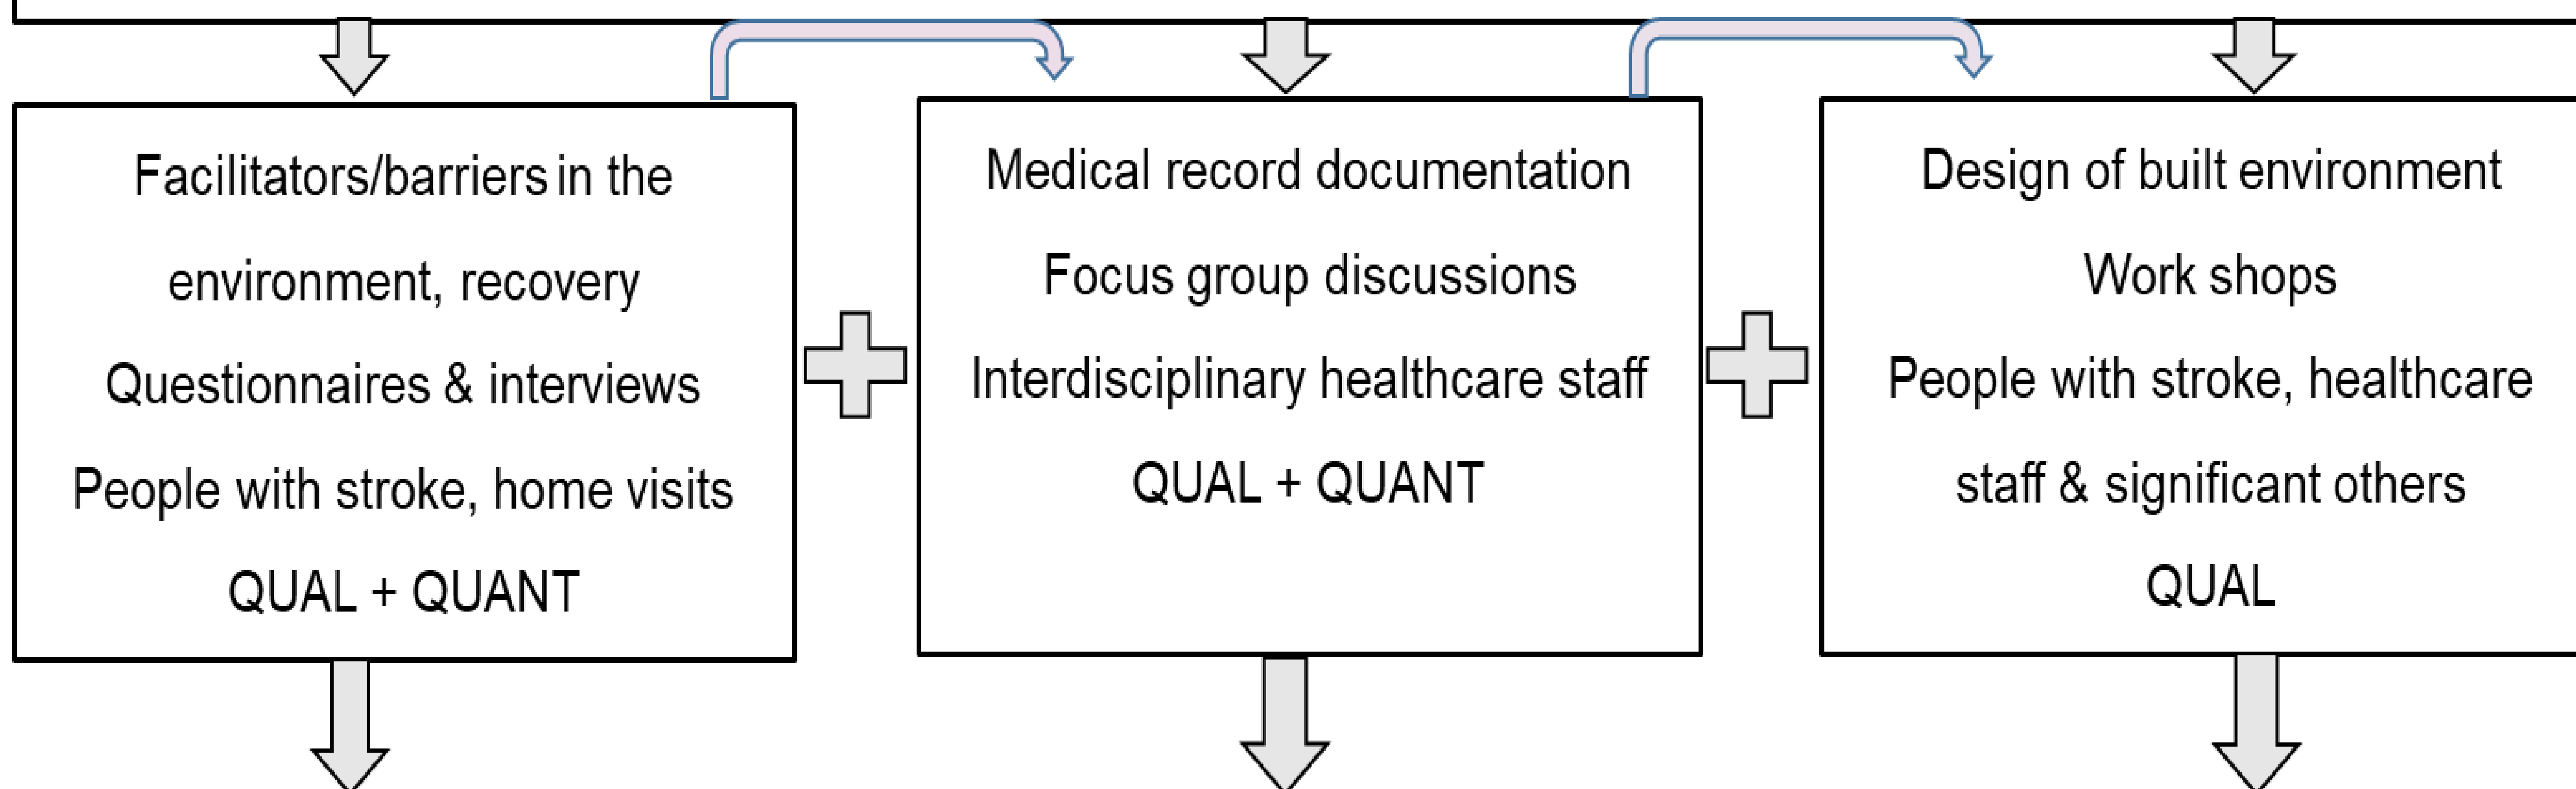 Facilitators/barriers in the
environment, recovery
Questionnaires & interviews
People with stroke, home visits
QUAL + QUANT
Medical record documentation
Focus group discussions
Interdisciplinary healthcare staff
QUAL + QUANT
Design of built environment
Work shops
People with stroke, healthcare
staff & significant others
QUAL